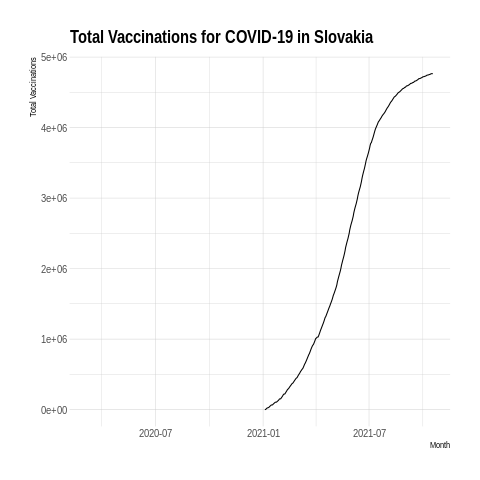 Total Vaccinations for COVID-19 in Slovakia
Total Vaccinations
5e+06
4e+06
3e+06
2e+06
1e+06
0e+00
2020-07
2021-01
2021-07
Month